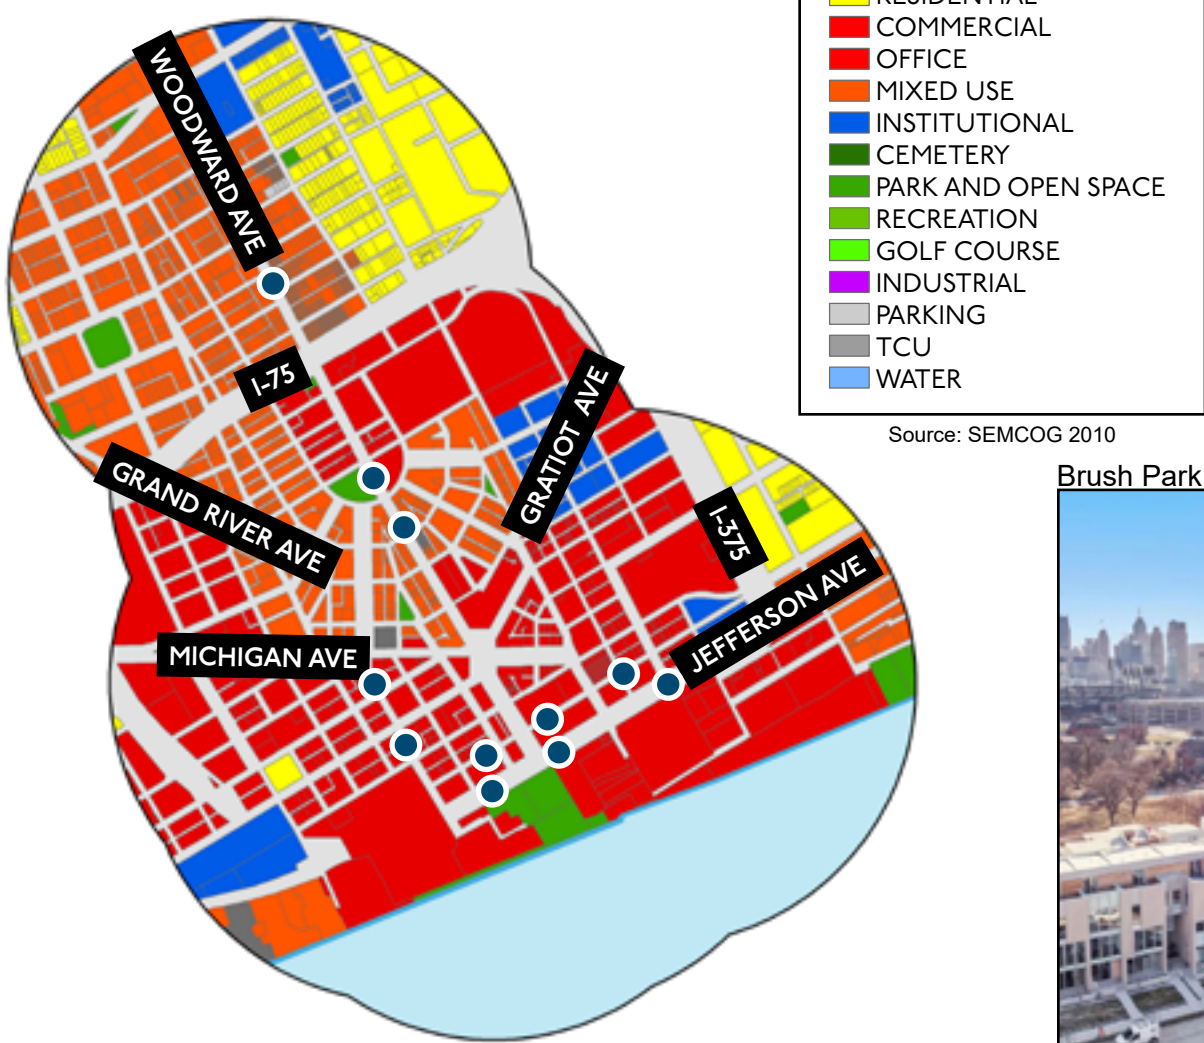 RESIDENTIAL
COMMERCIAL
OFFICE
MIXED USE
INSTITUTIONAL
CEMETERY
PARK AND OPEN SPACE
RECREATION
GOLF COURSE
INDUSTRIAL
PARKING
TCU
WATER
Source: SEMCOG 2010
Brush Park
WOODWARD AVE
I-75
GRATIOT AVE
GRAND RIVER AVE
I-375
JEFFERSON AVE
MICHIGAN AVE